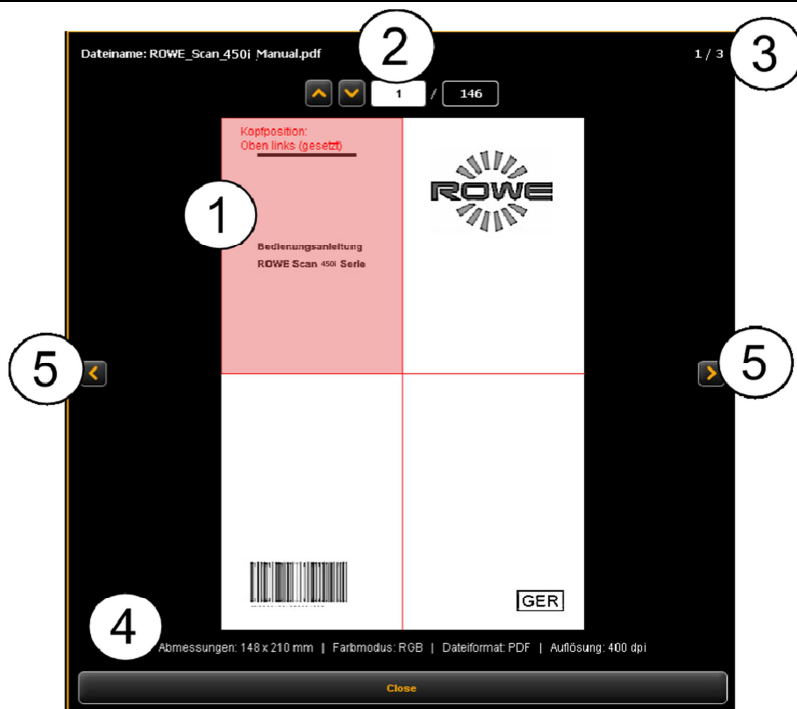 2
3
Dateiname: ROWE_Scan_450i_Manual.pdf
1 / 3
1 / 146
Kopfposition:
Oben links (gesetzt)
ROWE
1
Bedienungsanleitung
ROWE Scan 450i Serie
5
5
GER
4
Abmessungen: 148 x 210 mm | Farbmodus: RGB | Dateiformat: PDF | Auflösung: 400 dpi
Close